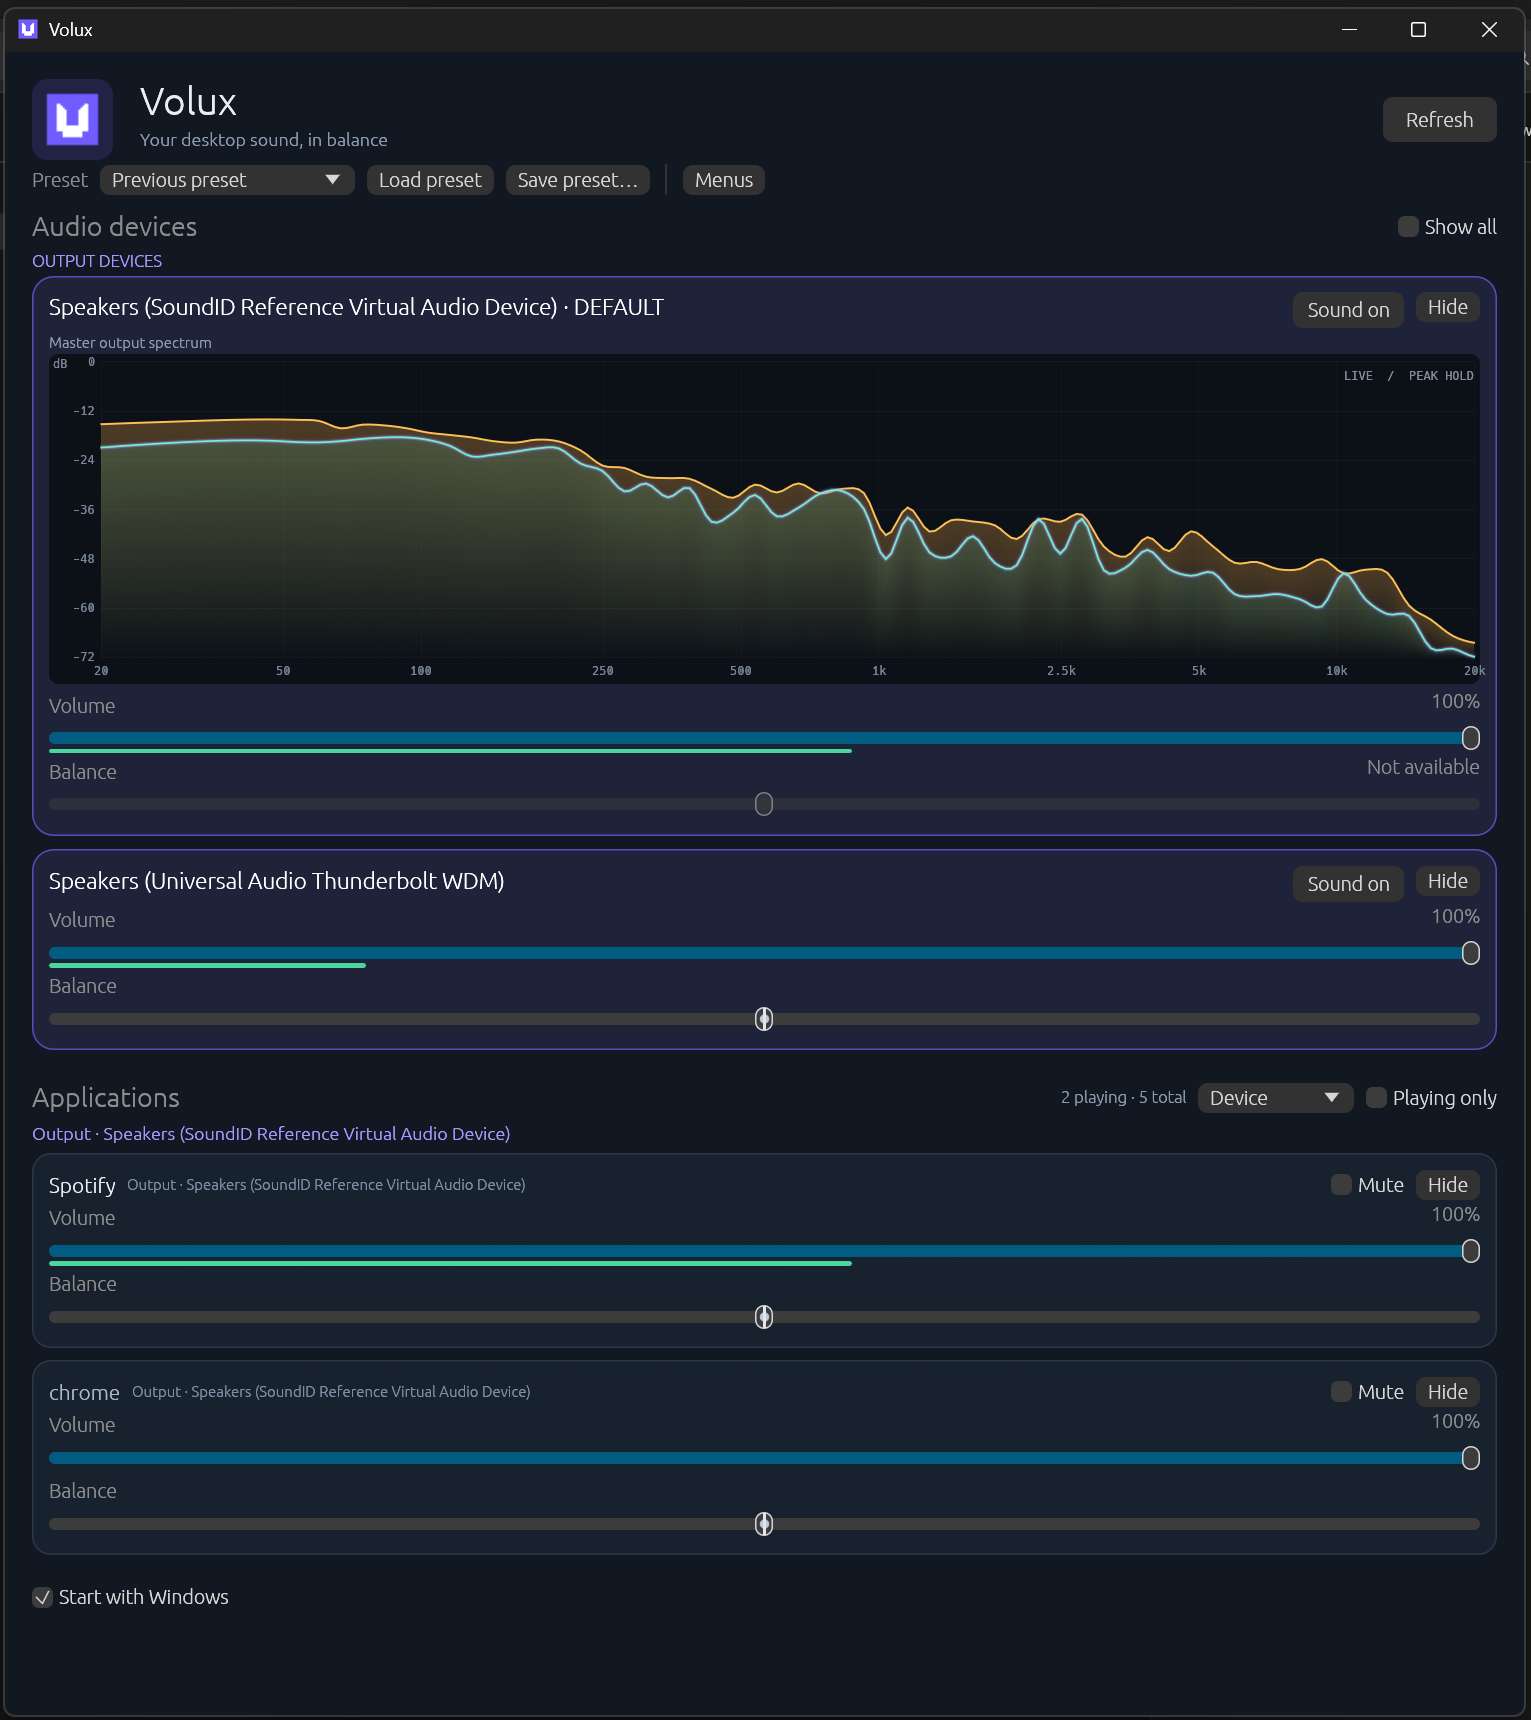 Volux
Volux
Your desktop sound, in balance
Refresh
Preset Previous preset Load preset Save preset... Menus
Audio devices Show all
OUTPUT DEVICES
Speakers (SoundID Reference Virtual Audio Device) · DEFAULT Sound on Hide
Master output spectrum
dB 0
LIVE / PEAK HOLD
-12
-24
-36
-48
-60
-72
20 50 100 250 500 1k 2.5k 5k 10k 20k
Volume 100%
Balance Not available
Speakers (Universal Audio Thunderbolt WDM) Sound on Hide
Volume 100%
Balance
Applications 2 playing · 5 total Device Playing only
Output · Speakers (SoundID Reference Virtual Audio Device)
Spotify Output · Speakers (SoundID Reference Virtual Audio Device) Mute Hide
Volume 100%
Balance
chrome Output · Speakers (SoundID Reference Virtual Audio Device) Mute Hide
Volume 100%
Balance
Start with Windows